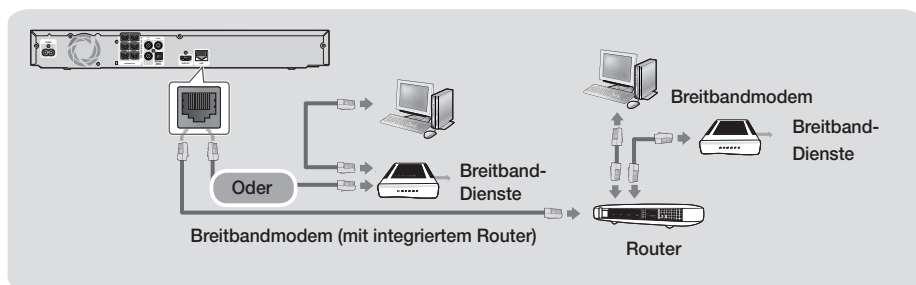 Oder
Breitband-
Dienste
Breitbandmodem (mit integriertem Router)
Breitbandmodem
Breitband-
Dienste
Router